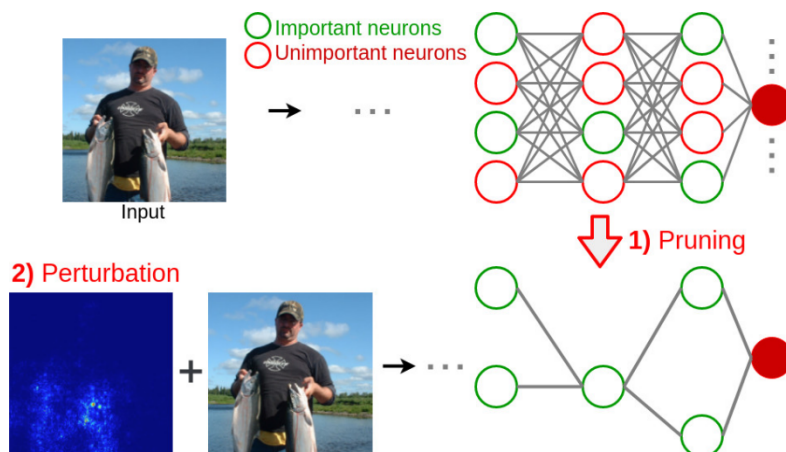 Important neurons
Unimportant neurons
Input
1) Pruning
2) Perturbation
+